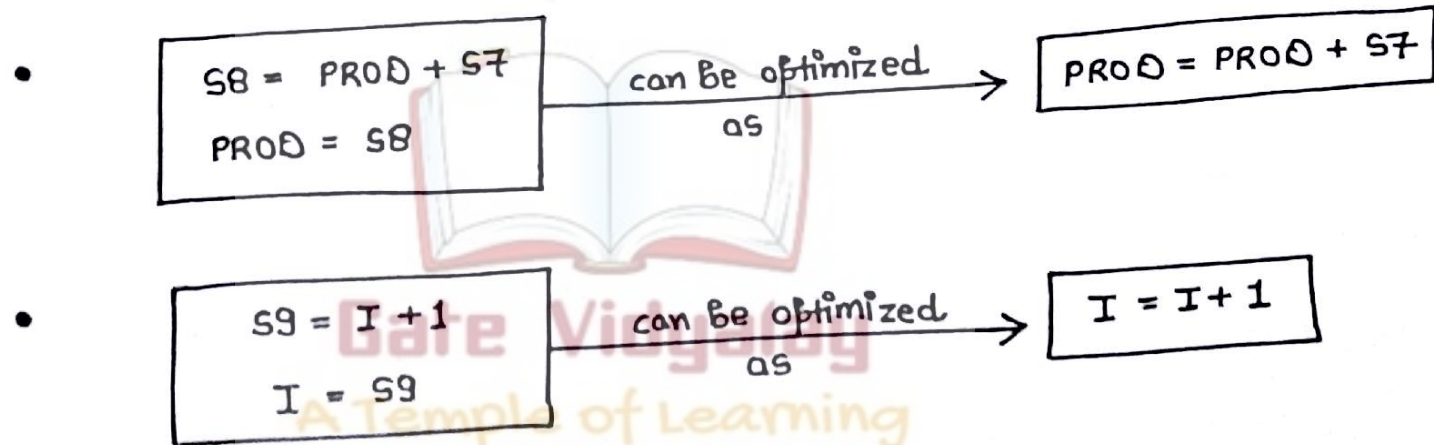 • S8 = PROD + S7 can be optimized PROD = PROD + S7
PROD = S8 as
• S9 = I + 1 can be optimized I = I + 1
I = S9 as
Gate Vidyalay
A Temple of Learning